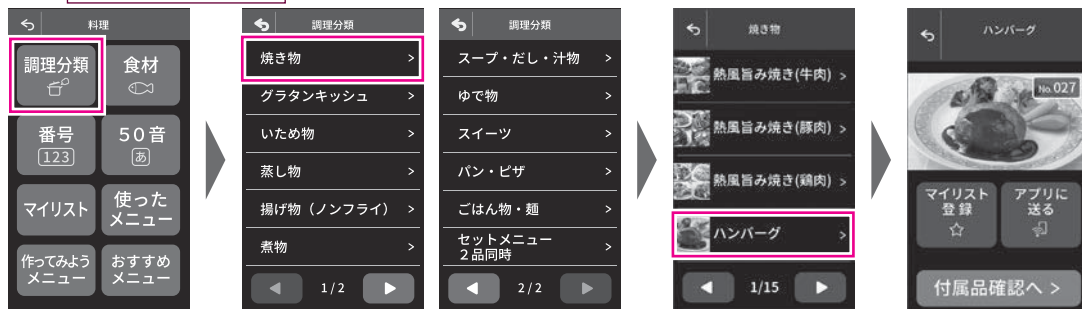 料理
調理分類
食材
番号
123
50音
あ
マイリスト
使った
メニュー
作ってみよう
メニュー
おすすめ
メニュー
調理分類
焼き物 >
グラタンキッシュ >
いため物 >
蒸し物 >
揚げ物（ノンフライ） >
煮物 >
1/2
調理分類
スープ・だし・汁物 >
ゆで物 >
スイーツ >
パン・ピザ >
ごはん物・麺 >
セットメニュー
2品同時 >
2/2
焼き物
熱風旨み焼き(牛肉) >
熱風旨み焼き(豚肉) >
熱風旨み焼き(鶏肉) >
ハンバーグ >
1/15
ハンバーグ
No.027
マイリスト
登録
アプリに
送る
付属品確認へ >